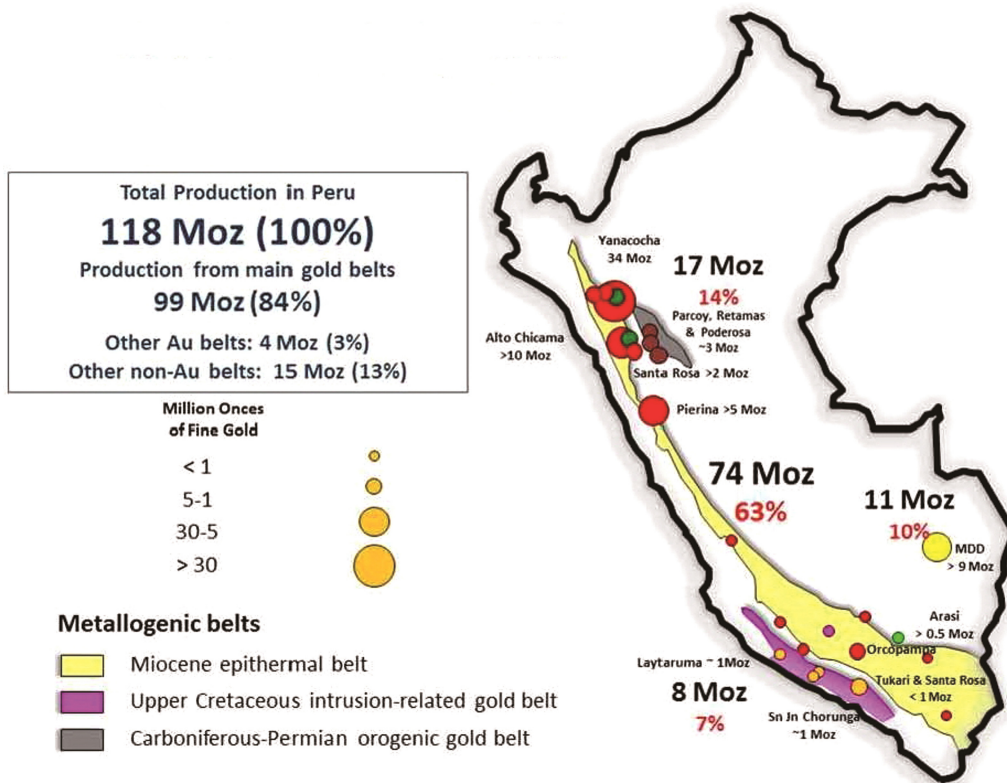 Total Production in Peru
118 Moz (100%)
Production from main gold belts
99 Moz (84%)
Other Au belts: 4 Moz (3%)
Other non-Au belts: 15 Moz (13%)
Million Onces
of Fine Gold
< 1
5-1
30-5
> 30
Metallogenic belts
Miocene epithermal belt
Upper Cretaceous intrusion-related gold belt
Carboniferous-Permian orogenic gold belt
Yanacocha
34 Moz
17 Moz
14%
Parcoy, Retamas
& Poderosa
~3 Moz
Alto Chicama
>10 Moz
Santa Rosa >2 Moz
Pierina >5 Moz
74 Moz
63%
11 Moz
10%
MDD
> 9 Moz
Arasi
> 0.5 Moz
Orcopampa
Laytaruma ~ 1Moz
Tukari & Santa Rosa
< 1 Moz
8 Moz
7%
Sn Jn Chorunga
~1 Moz